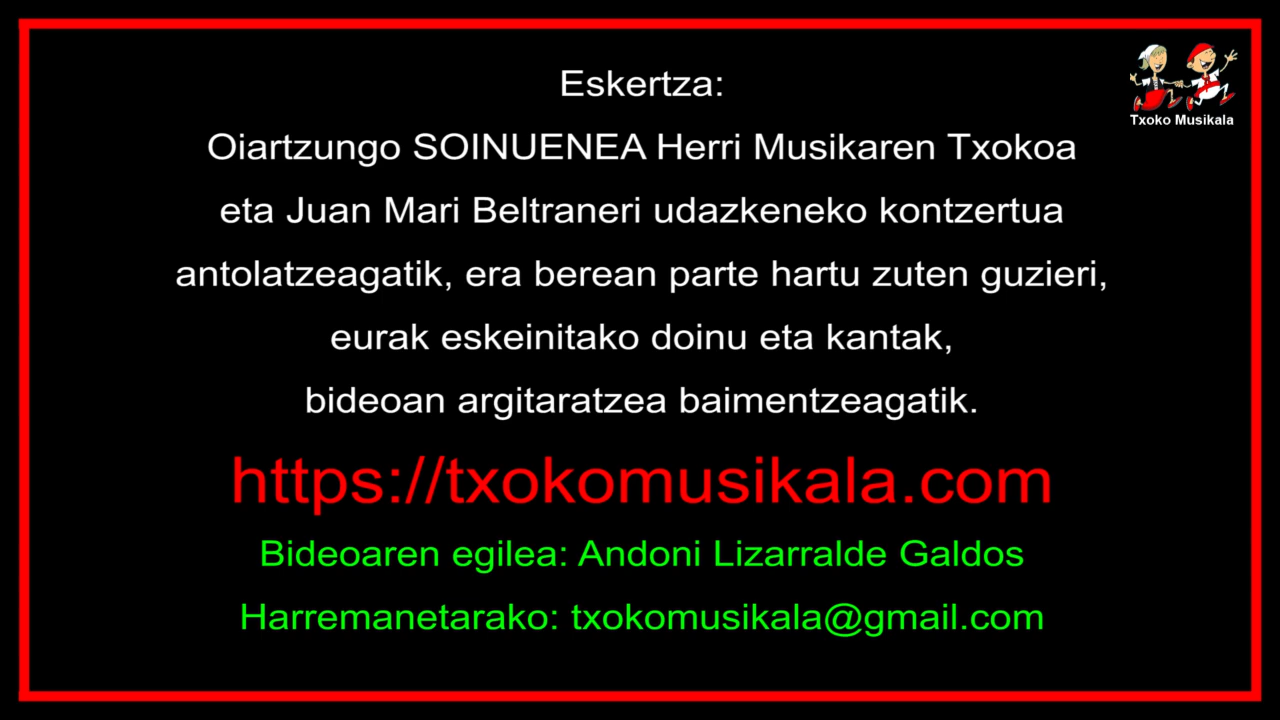 Txoko Musikala
Eskertza:
Oiartzungo SOINUENEA Herri Musikaren Txokoa
eta Juan Mari Beltraneri udazkeneko kontzertua
antolatzeagatik, era berean parte hartu zuten guzieri,
eurak eskeinitako doinu eta kantak,
bideoan argitaratzea baimentzeagatik.
https://txokomusikala.com
Bideoaren egilea: Andoni Lizarralde Galdos
Harremanetarako: txokomusikala@gmail.com